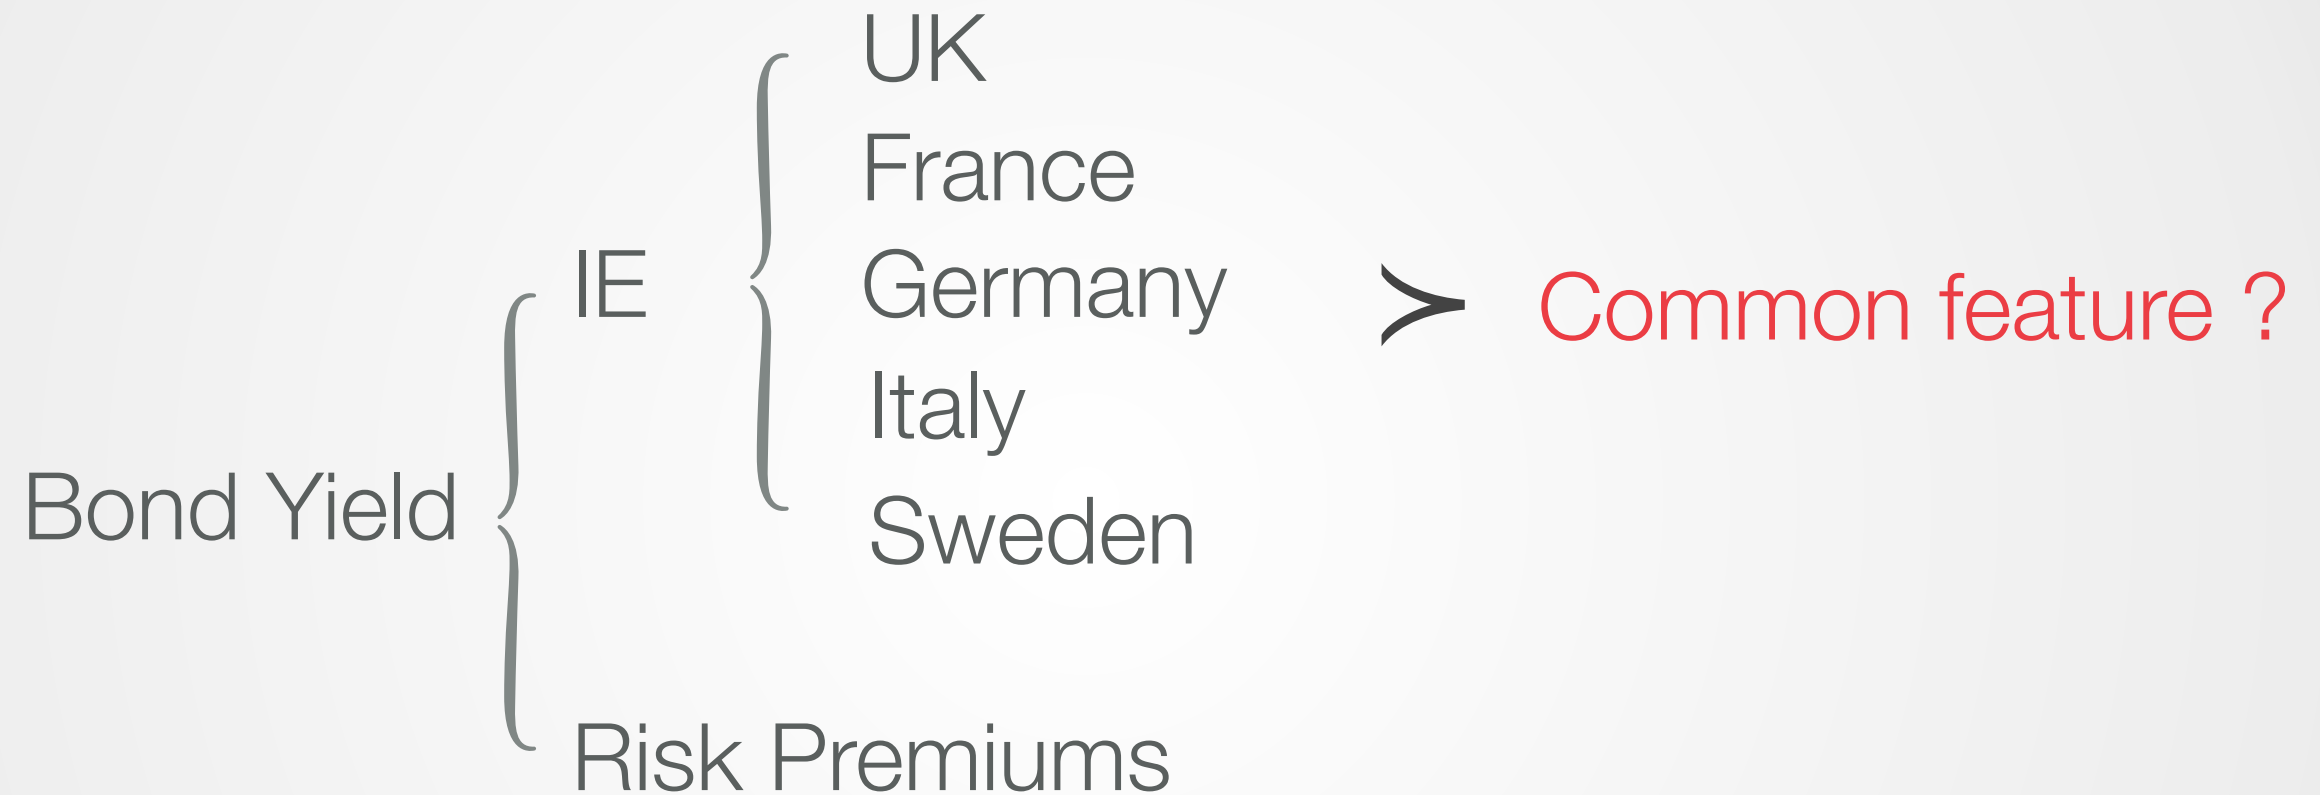 UK
France
IE
Germany
Common feature ?
Italy
Bond Yield
Sweden
Risk Premiums